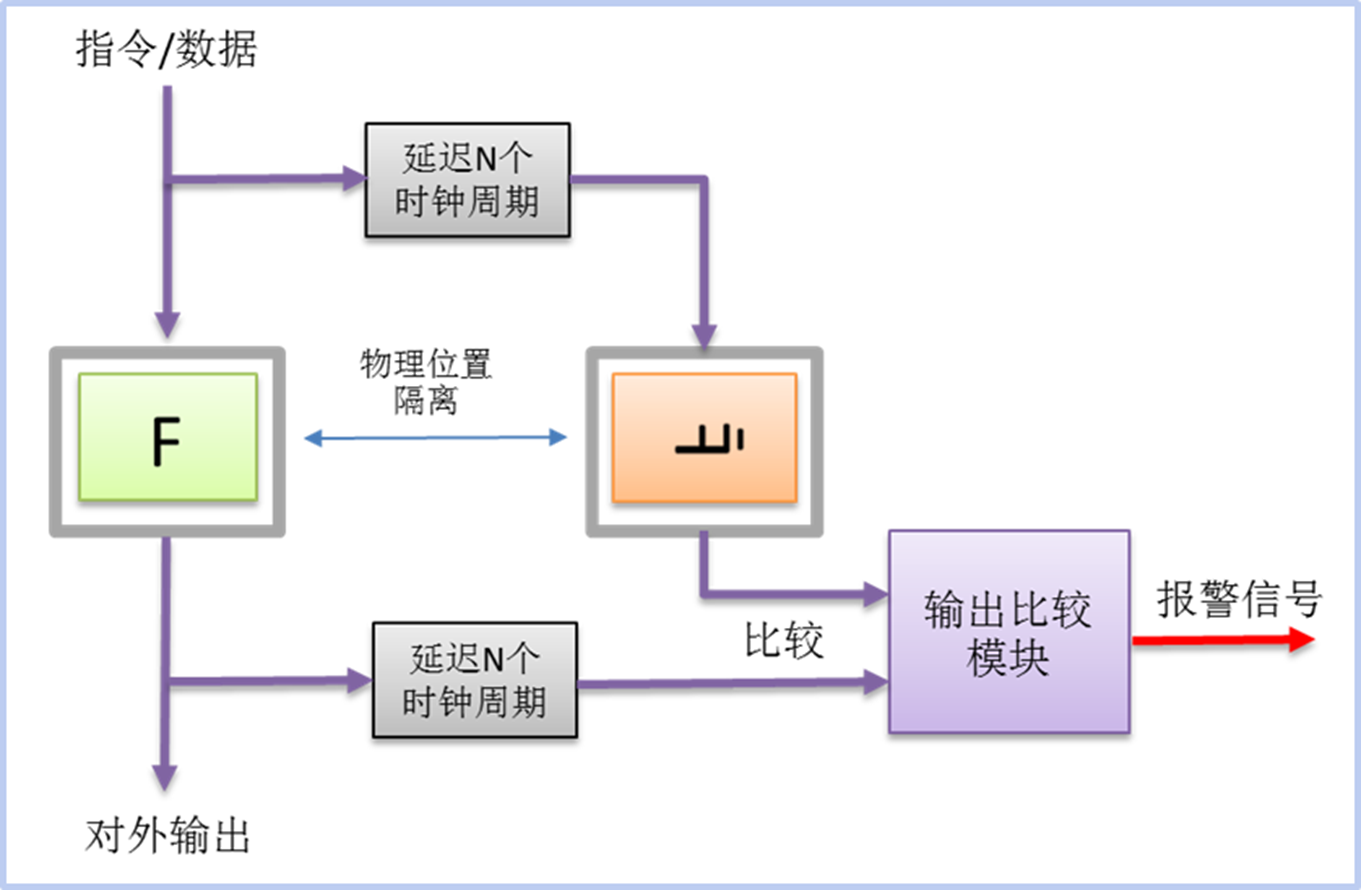 指令/数据
延迟N个
时钟周期
物理位置
隔离
F
F
输出比较
模块
报警信号
比较
延迟N个
时钟周期
对外输出